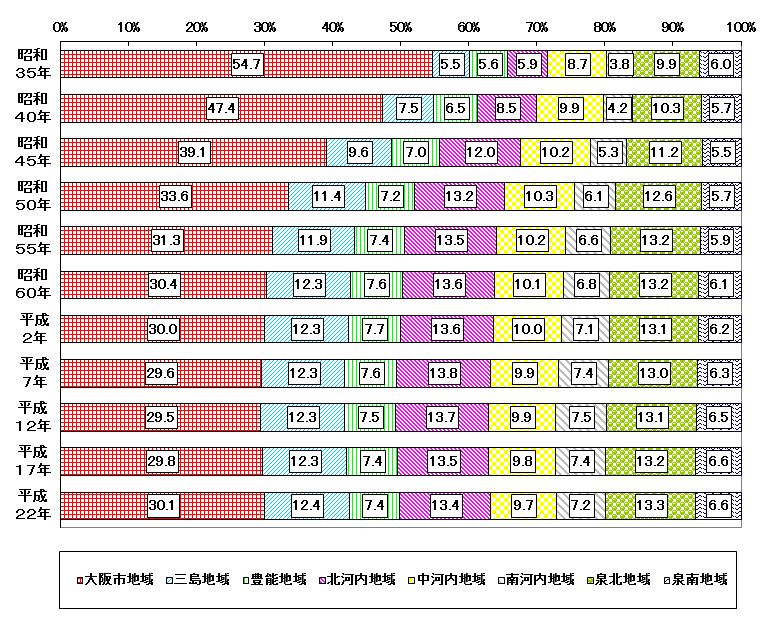 0% 10% 20% 30% 40% 50% 60% 70% 80% 90% 100%
昭和
35年
54.7 5.5 5.6 5.9 8.7 3.8 9.9 6.0
昭和
40年
47.4 7.5 6.5 8.5 9.9 4.2 10.3 5.7
昭和
45年
39.1 9.6 7.0 12.0 10.2 5.3 11.2 5.5
昭和
50年
33.6 11.4 7.2 13.2 10.3 6.1 12.6 5.7
昭和
55年
31.3 11.9 7.4 13.5 10.2 6.6 13.2 5.9
昭和
60年
30.4 12.3 7.6 13.6 10.1 6.8 13.2 6.1
平成
2年
30.0 12.3 7.7 13.6 10.0 7.1 13.1 6.2
平成
7年
29.6 12.3 7.6 13.8 9.9 7.4 13.0 6.3
平成
12年
29.5 12.3 7.5 13.7 9.9 7.5 13.1 6.5
平成
17年
29.8 12.3 7.4 13.5 9.8 7.4 13.2 6.6
平成
22年
30.1 12.4 7.4 13.4 9.7 7.2 13.3 6.6
大阪市地域 三島地域 豊能地域 北河内地域 中河内地域 南河内地域 泉北地域 泉南地域